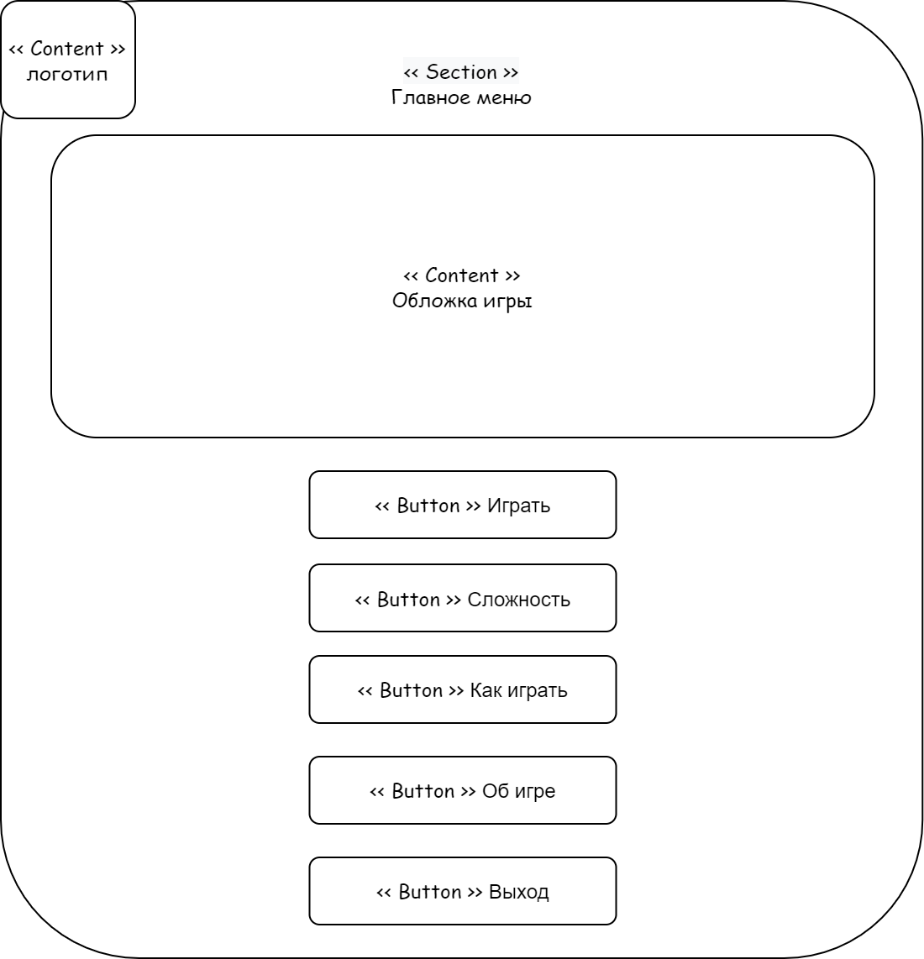 << Content >>
логотип
<< Section >>
Главное меню
<< Content >>
Обложка игры
<< Button >> Играть
<< Button >> Сложность
<< Button >> Как играть
<< Button >> Об игре
<< Button >> Выход